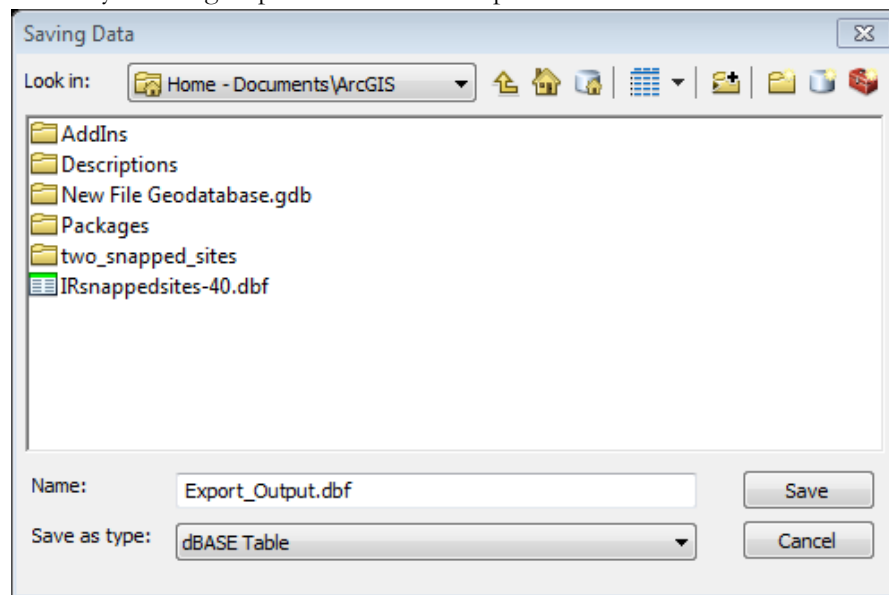 Saving Data
Look in: Home - Documents\ArcGIS
AddIns
Descriptions
New File Geodatabase.gdb
Packages
two_snapped_sites
IRsnappedsites-40.dbf
Name: Export_Output.dbf Save
Save as type: dBASE Table Cancel